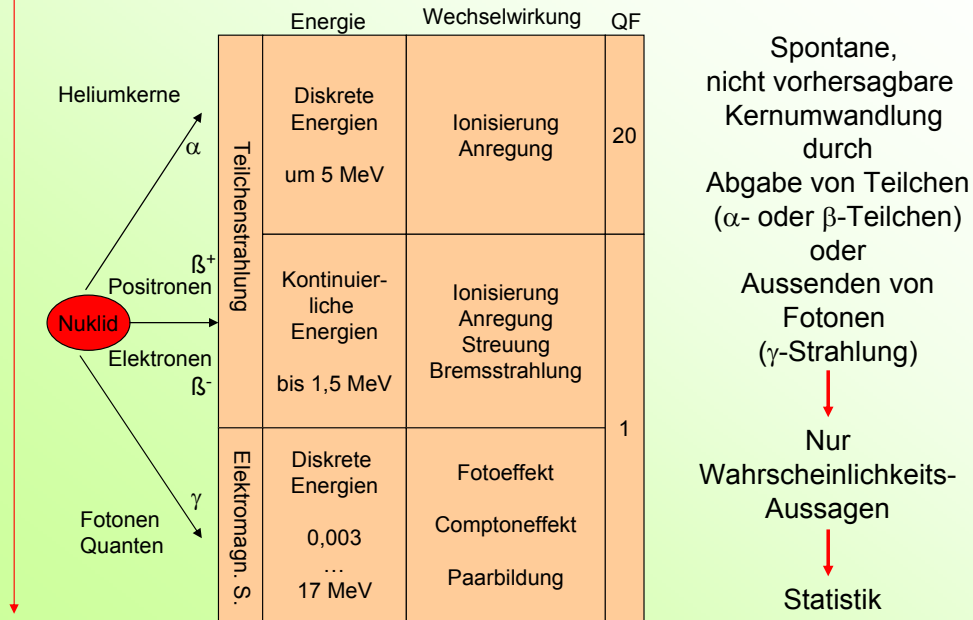 Energie
Wechselwirkung
QF
Heliumkerne
α
Teilchenstrahlung
Diskrete
Energien
um 5 MeV
Ionisierung
Anregung
20
ß+
Positronen
Nuklid
Elektronen
ß-
Kontinuier-
liche
Energien
bis 1,5 MeV
Ionisierung
Anregung
Streuung
Bremsstrahlung
1
γ
Fotonen
Quanten
Elektromagn. S.
Diskrete
Energien
0,003
...
17 MeV
Fotoeffekt
Comptoneffekt
Paarbildung
Spontane,
nicht vorhersagbare
Kernumwandlung
durch
Abgabe von Teilchen
(α- oder β-Teilchen)
oder
Aussenden von
Fotonen
(γ-Strahlung)
Nur
Wahrscheinlichkeits-
Aussagen
Statistik